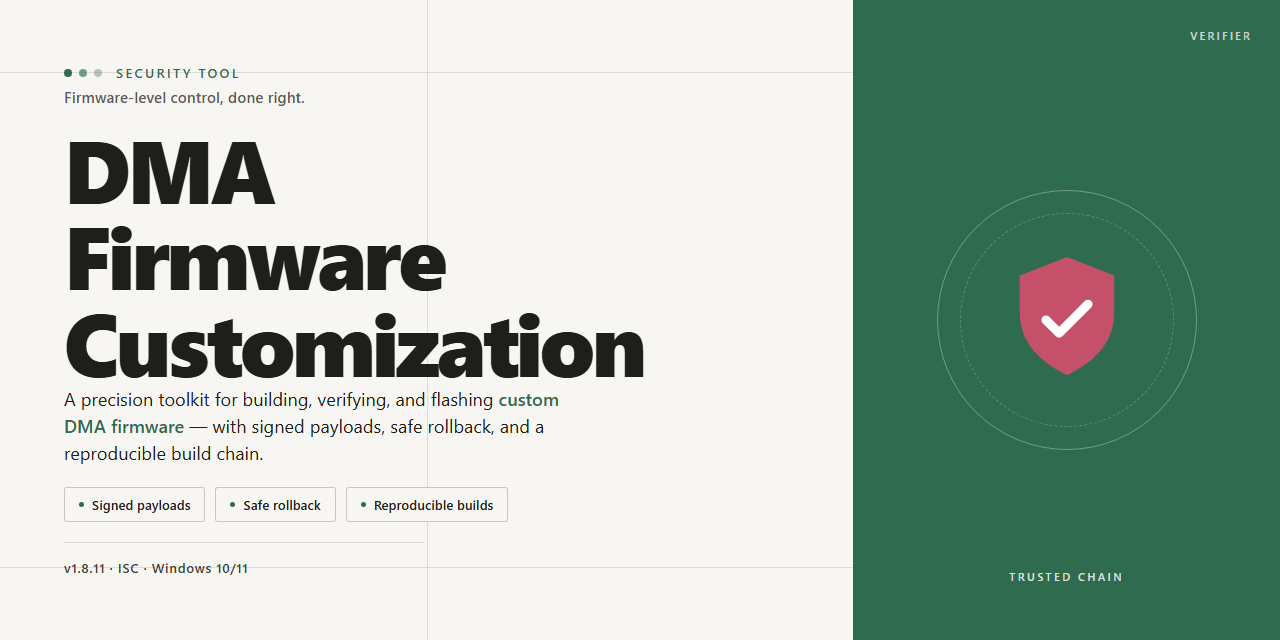 SECURITY TOOL
Firmware-level control, done right.
DMA
Firmware
Customization
A precision toolkit for building, verifying, and flashing custom
DMA firmware — with signed payloads, safe rollback, and a
reproducible build chain.
Signed payloads
Safe rollback
Reproducible builds
v1.8.11 · ISC · Windows 10/11
VERIFIER
TRUSTED CHAIN